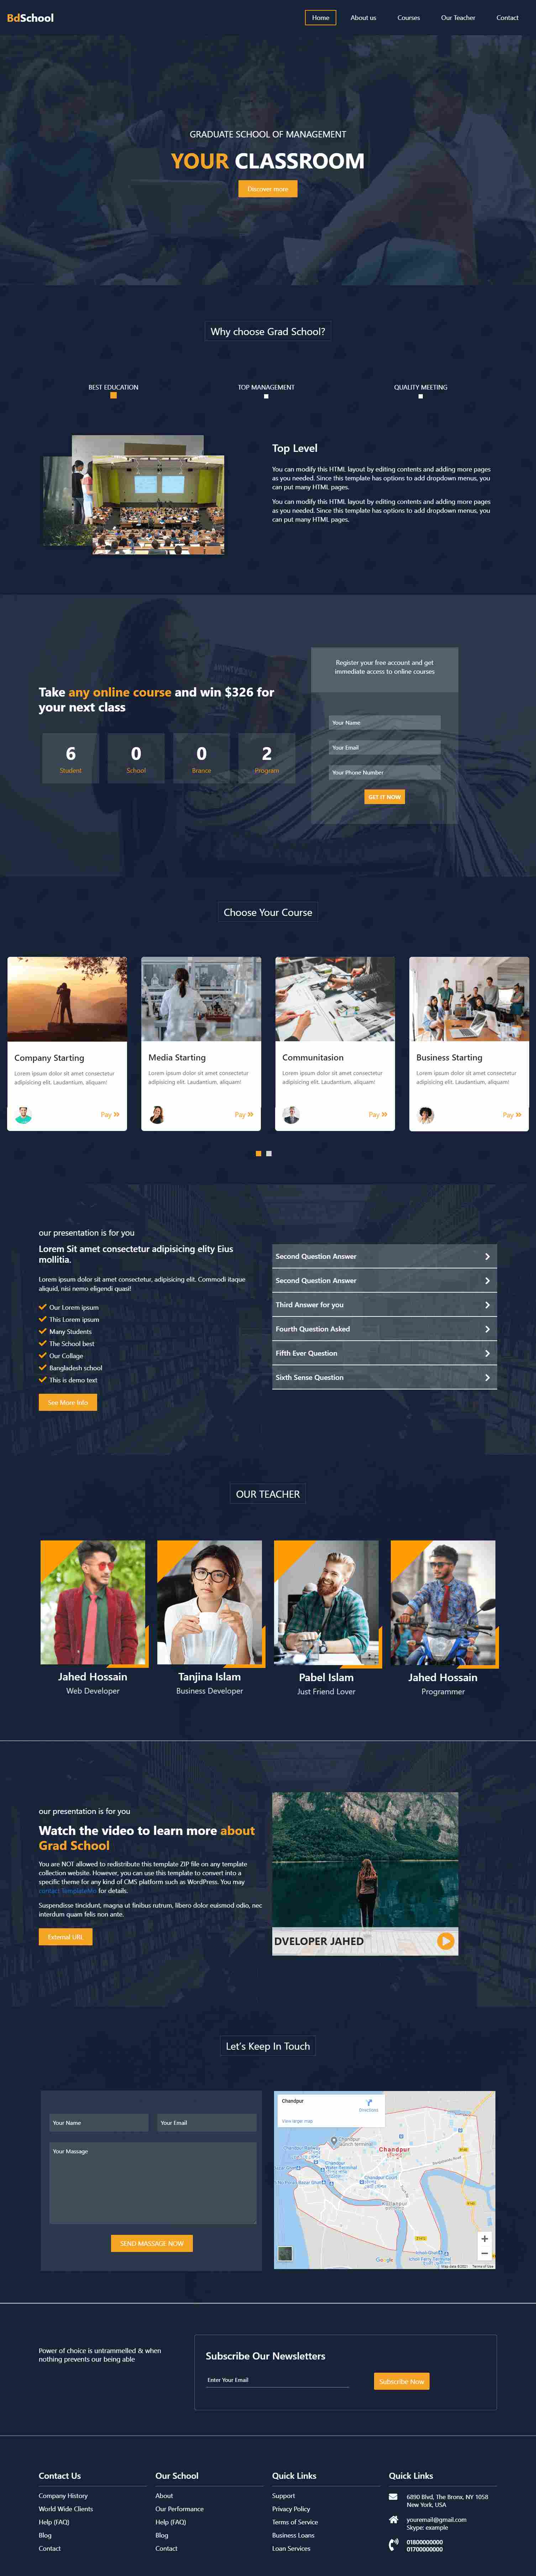 BdSchool
Home About us Courses Our Teacher Contact
GRADUATE SCHOOL OF MANAGEMENT
YOUR CLASSROOM
Discover more
Why choose Grad School?
BEST EDUCATION TOP MANAGEMENT QUALITY MEETING
Top Level
You can modify this HTML layout by editing contents and adding more pages
as you needed. Since this template has options to add dropdown menus, you
can put many HTML pages.
You can modify this HTML layout by editing contents and adding more pages
as you needed. Since this template has options to add dropdown menus, you
can put many HTML pages.
Take any online course and win $326 for
your next class
6 0 0 2
Student School Brance Program
Register your free account and get
immediate access to online courses
Your Name
Your Email
Your Phone Number
GET IT NOW
Choose Your Course
Company Starting
Lorem ipsum dolor sit amet consectetur
adipisicing elit. Laudantium, aliquam!
Pay
Media Starting
Lorem ipsum dolor sit amet consectetur
adipisicing elit. Laudantium, aliquam!
Pay
Communitasion
Lorem ipsum dolor sit amet consectetur
adipisicing elit. Laudantium, aliquam!
Pay
Business Starting
Lorem ipsum dolor sit amet consectetur
adipisicing elit. Laudantium, aliquam!
Pay
our presentation is for you
Lorem Sit amet consectetur adipisicing elity Eius
mollitia.
Lorem ipsum dolor sit amet consectetur, adipisicing elit. Commodi itaque
aliquid, nisi nemo eligendi quasi!
Our Lorem ipsum
This Lorem ipsum
Many Students
The School best
Our Collage
Bangladesh school
This is demo text
See More Info
Second Question Answer
Second Question Answer
Third Answer for you
Fourth Question Asked
Fifth Ever Question
Sixth Sense Question
OUR TEACHER
Jahed Hossain
Web Developer
Tanjina Islam
Business Developer
Pabel Islam
Just Friend Lover
Jahed Hossain
Programmer
our presentation is for you
Watch the video to learn more about
Grad School
You are NOT allowed to redistribute this template ZIP file on any template
collection website. However, you can use this template to convert into a
specific theme for any kind of CMS platform such as WordPress. You may
contact TemplateMo for details.
Suspendisse tincidunt, magna ut finibus rutrum, libero dolor euismod odio, nec
interdum quam felis non ante.
External URL
DVELOPER JAHED
Let's Keep In Touch
Your Name Your Email
Your Massage
SEND MASSAGE NOW
Chandpur
Directions
View larger map
Chandpur
Chandpur
Google
Map data ©2021 Terms of Use
Power of choice is untrammelled & when
nothing prevents our being able
Subscribe Our Newsletters
Enter Your Email
Subscribe Now
Contact Us
Company History
World Wide Clients
Help (FAQ)
Blog
Contact
Our School
About
Our Performance
Help (FAQ)
Blog
Contact
Quick Links
Support
Privacy Policy
Terms of Service
Business Loans
Loan Services
Quick Links
6890 Blvd, The Bronx, NY 1058
New York, USA
youremail@gmail.com
Skype: example
01800000000
01700000000